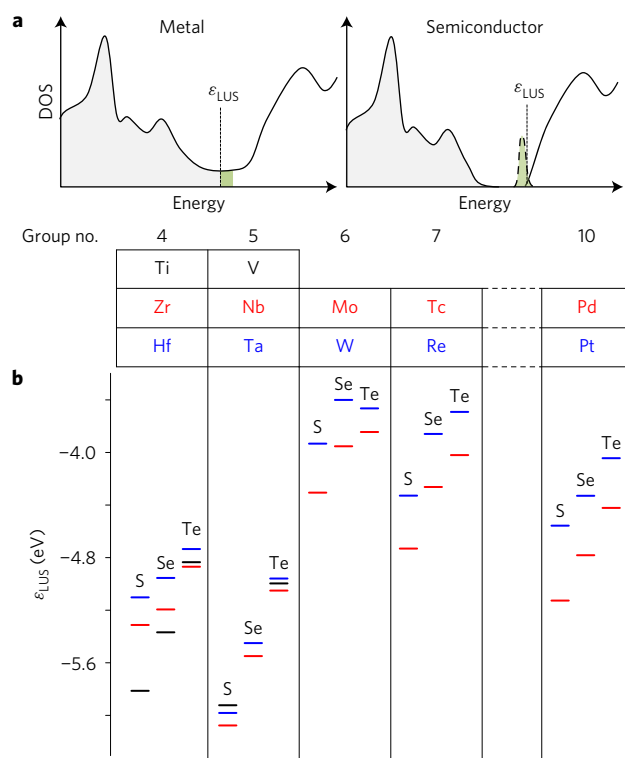 a
Metal
Semiconductor
DOS
εLUS
εLUS
Energy
Energy
Group no. 4 5 6 7 10
Ti V
Zr Nb Mo Tc Pd
Hf Ta W Re Pt
b
Se Te
S
Se Te
S
Te
Se
S
−4.0
−4.8
−5.6
εLUS (eV)
S Se Te
S Se Te